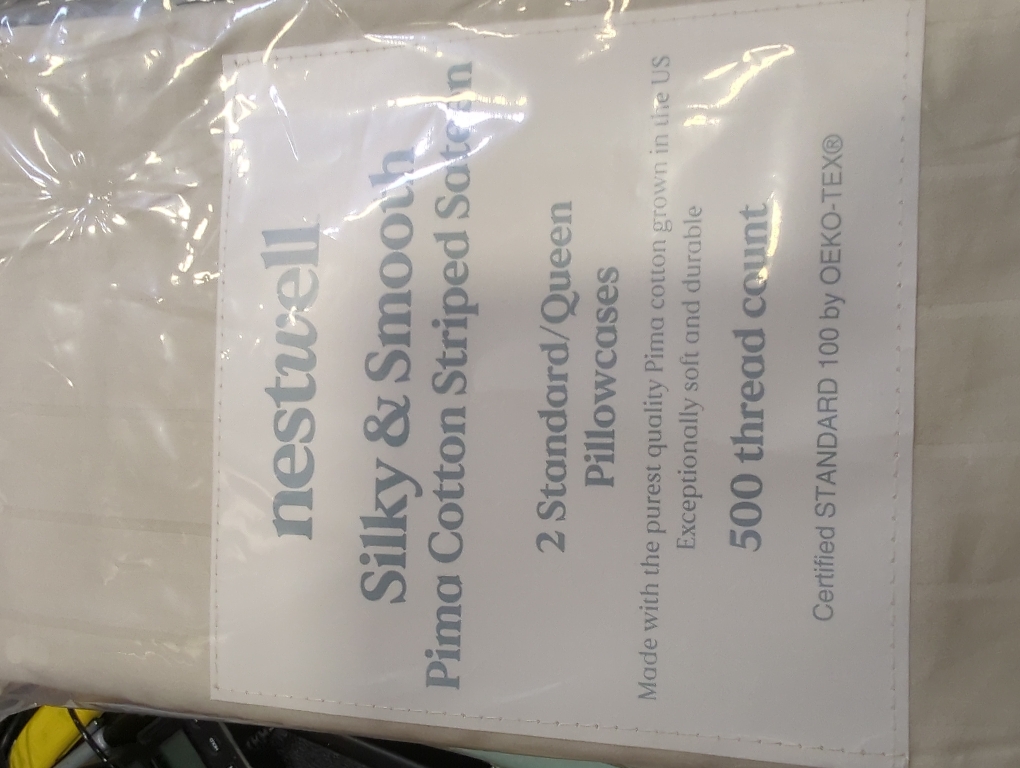 nestwell
Silky & Smooth
Pima Cotton Striped Sateen
2 Standard/Queen
Pillowcases
Made with the purest quality Pima cotton grown in the US
Exceptionally soft and durable
500 thread count
Certified STANDARD 100 by OEKO-TEX®